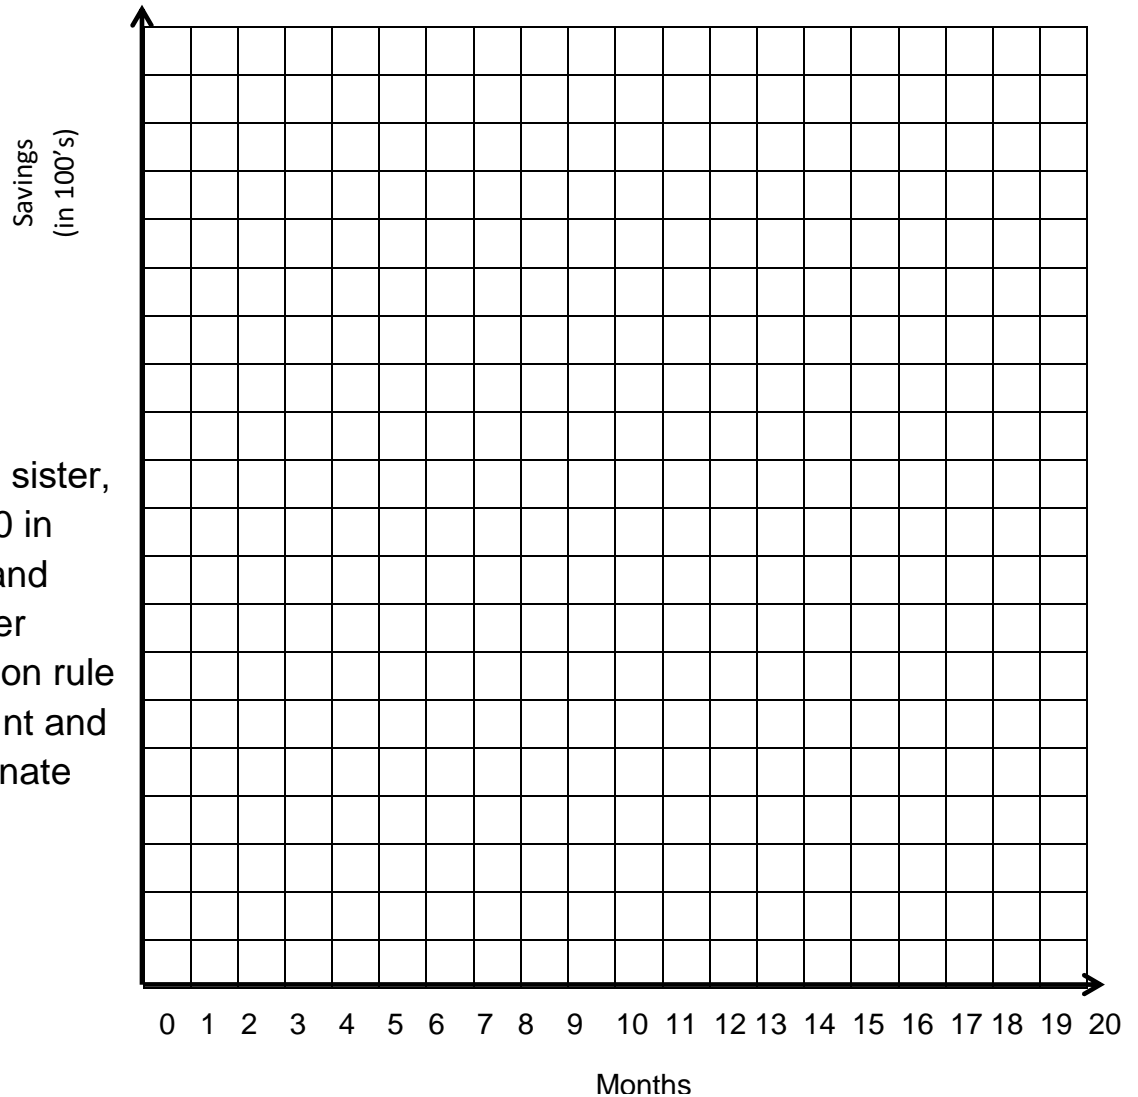 Savings
(in 100's)
sister,
0 in
and
er
on rule
nt and
nate
0 1 2 3 4 5 6 7 8 9 10 11 12 13 14 15 16 17 18 19 20
Months